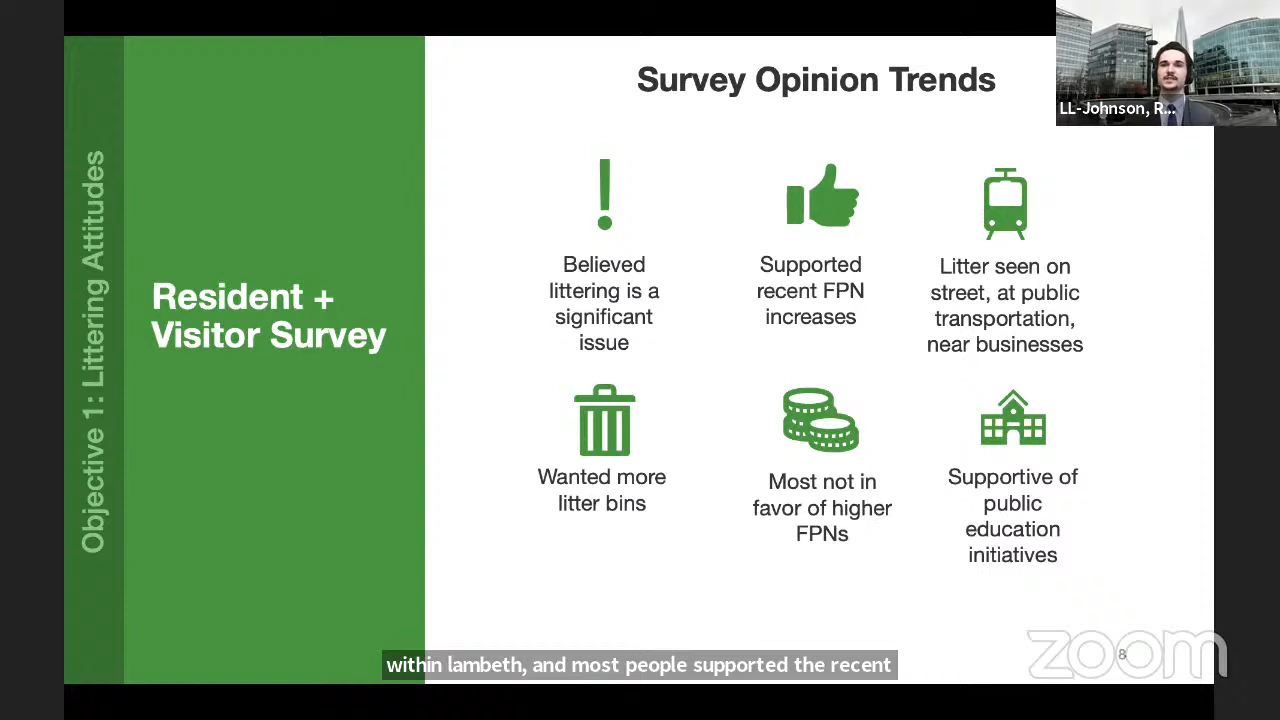 Survey Opinion Trends
LL-Johnson, R...
Objective 1: Littering Attitudes
Resident +
Visitor Survey
Believed
littering is a
significant
issue
Supported
recent FPN
increases
Litter seen on
street, at public
transportation,
near businesses
Wanted more
litter bins
Most not in
favor of higher
FPNs
Supportive of
public
education
initiatives
within lambeth, and most people supported the recent
zoom
8